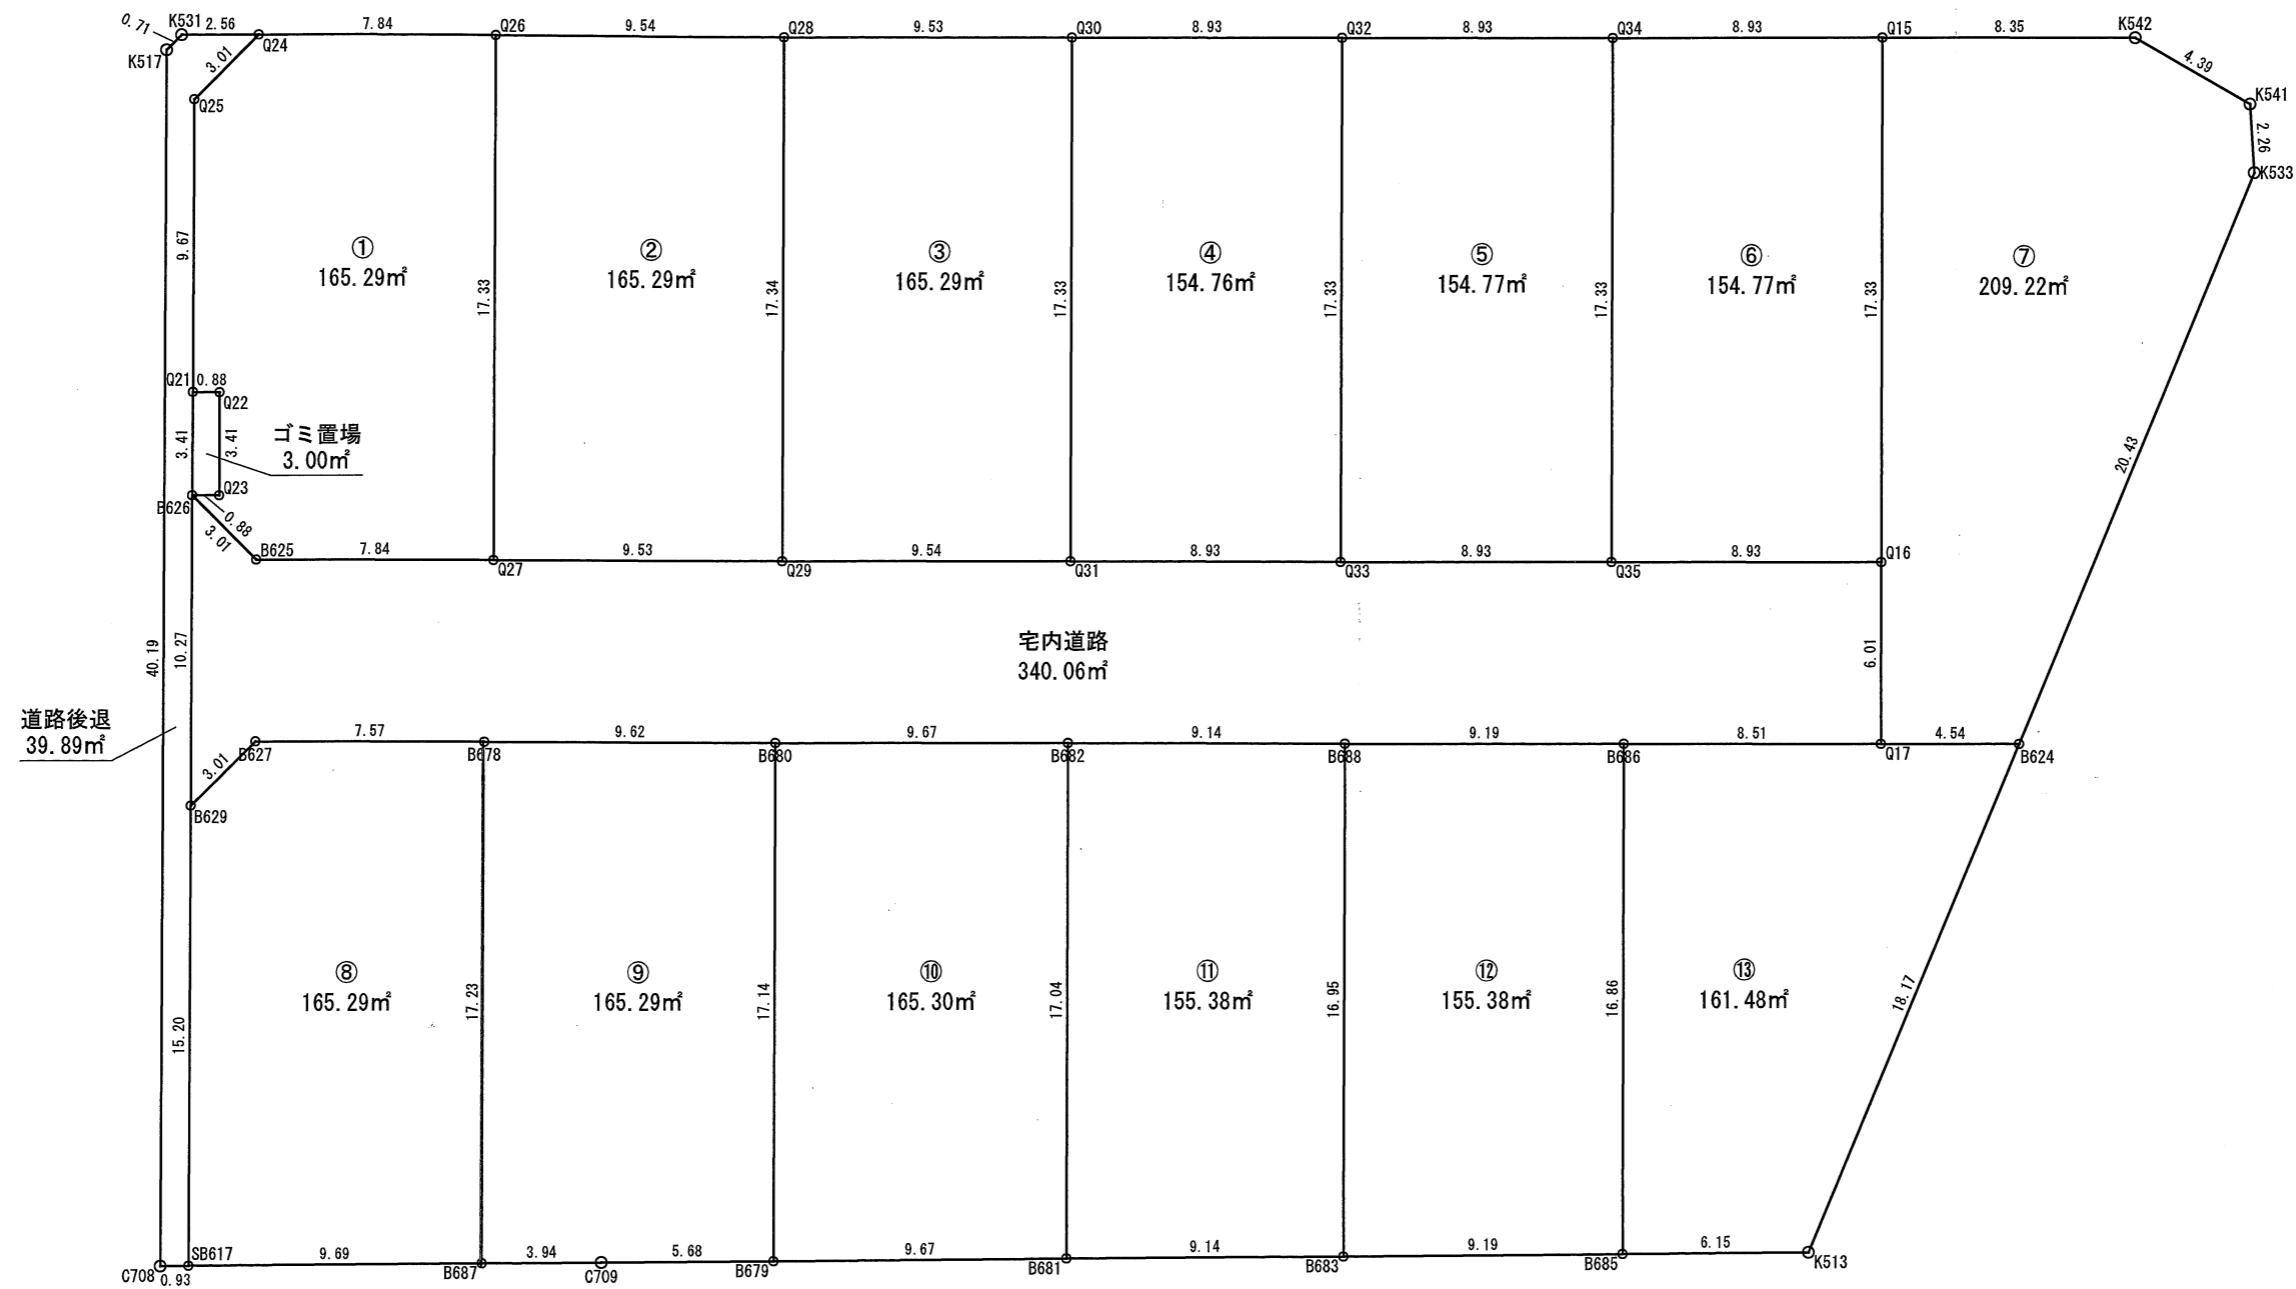 0.71 K531 2.56 7.84 Q26 9.54 Q28 9.53 Q30 8.93 Q32 8.93 Q34 8.93 Q15 8.35 K542
K517 Q24 4.39
3.01
Q25 K541
2.26
K533
9.67 ① ② ③ ④ ⑤ ⑥ ⑦
165.29㎡ 165.29㎡ 165.29㎡ 154.76㎡ 154.77㎡ 154.77㎡ 209.22㎡
17.33 17.34 17.33 17.33 17.33 17.33
Q21 0.88
Q22
3.41 3.41 ゴミ置場
3.00㎡
20.43
Q23
B626 0.88
3.01
B625 7.84 9.53 9.54 8.93 8.93 8.93 Q16
Q27 Q29 Q31 Q33 Q35
宅内道路
340.06㎡
40.19 10.27 6.01
道路後退
39.89㎡
7.57 9.62 9.67 9.14 9.19 8.51 4.54
3.01 B627 B678 B680 B682 B688 B686 Q17 B624
B629
⑧ ⑨ ⑩ ⑪ ⑫ ⑬
165.29㎡ 165.29㎡ 165.30㎡ 155.38㎡ 155.38㎡ 161.48㎡
15.20 17.23 17.14 17.04 16.95 16.86 18.17
SB617 9.69 3.94 5.68 9.67 9.14 9.19 6.15
C708 0.93 B687 C709 B679 B681 B683 B685 K513